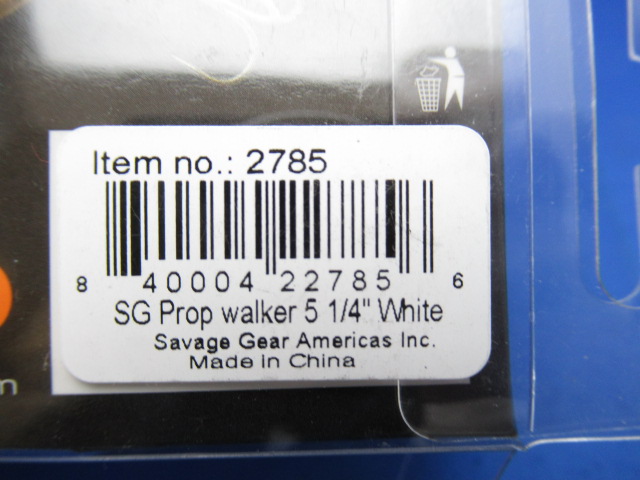 Item no.: 2785
8 40004 22785 6
SG Prop walker 5 1/4" White
Savage Gear Americas Inc.
Made in China